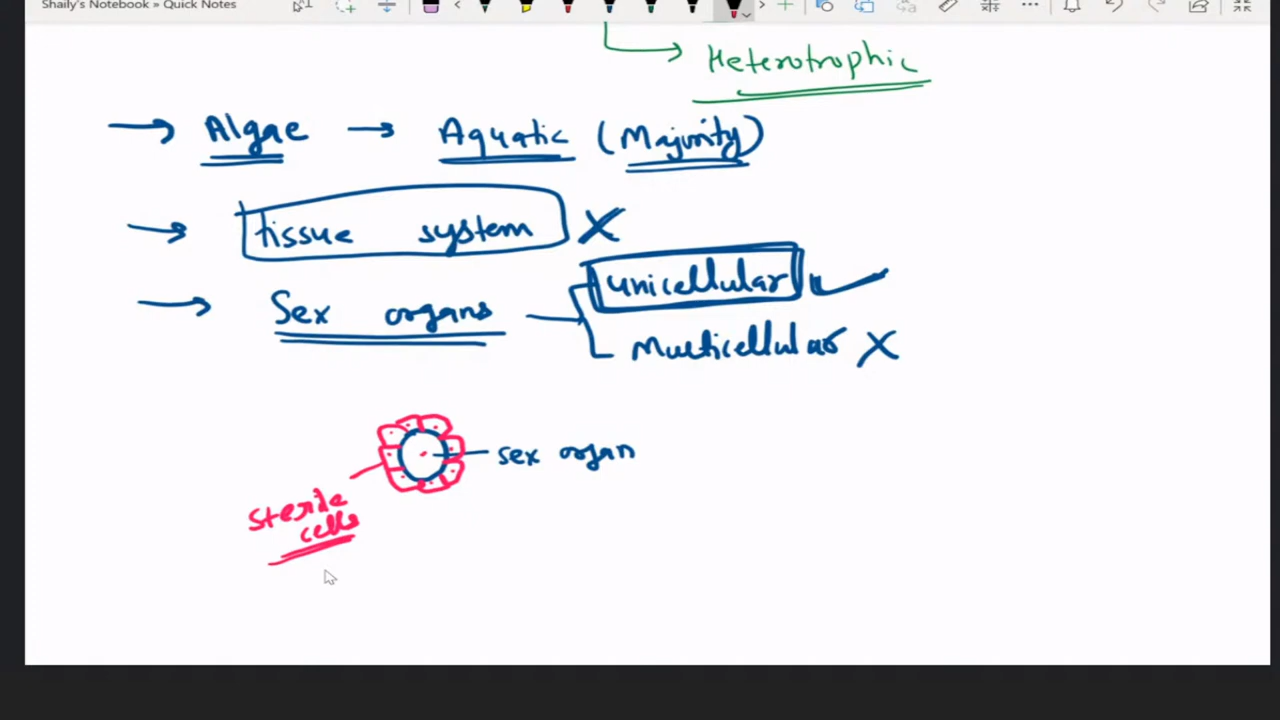 Shaily's Notebook » Quick Notes
→ Heterotrophic
→ Algae → Aquatic (Majority)
→ tissue system X
→ Sex organs unicellular ✓
Multicellular X
sex organ
sterile
cells